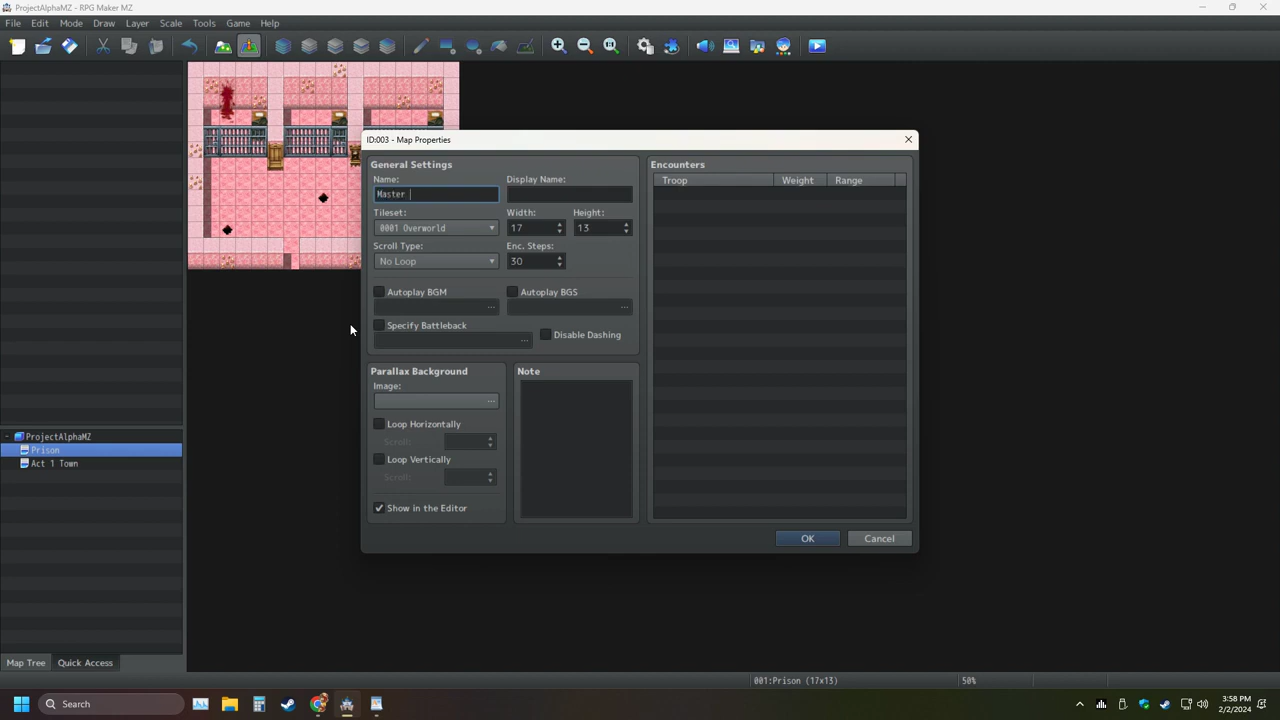 ProjectAlphaMZ - RPG Maker MZ
File Edit Mode Draw Layer Scale Tools Game Help
ID:003 - Map Properties
General Settings
Name:
Display Name:
Master
Tileset:
Width:
Height:
0001 Overworld
17
13
Scroll Type:
Enc. Steps:
No Loop
30
Autoplay BGM
Autoplay BGS
...
...
Specify Battleback
Disable Dashing
...
Parallax Background
Image:
...
Loop Horizontally
Scroll:
Loop Vertically
Scroll:
Show in the Editor
Note
Encounters
Troop Weight Range
OK
Cancel
ProjectAlphaMZ
Prison
Act 1 Town
Map Tree
Quick Access
001:Prison (17x13)
50%
Search
3:58 PM
2/2/2024